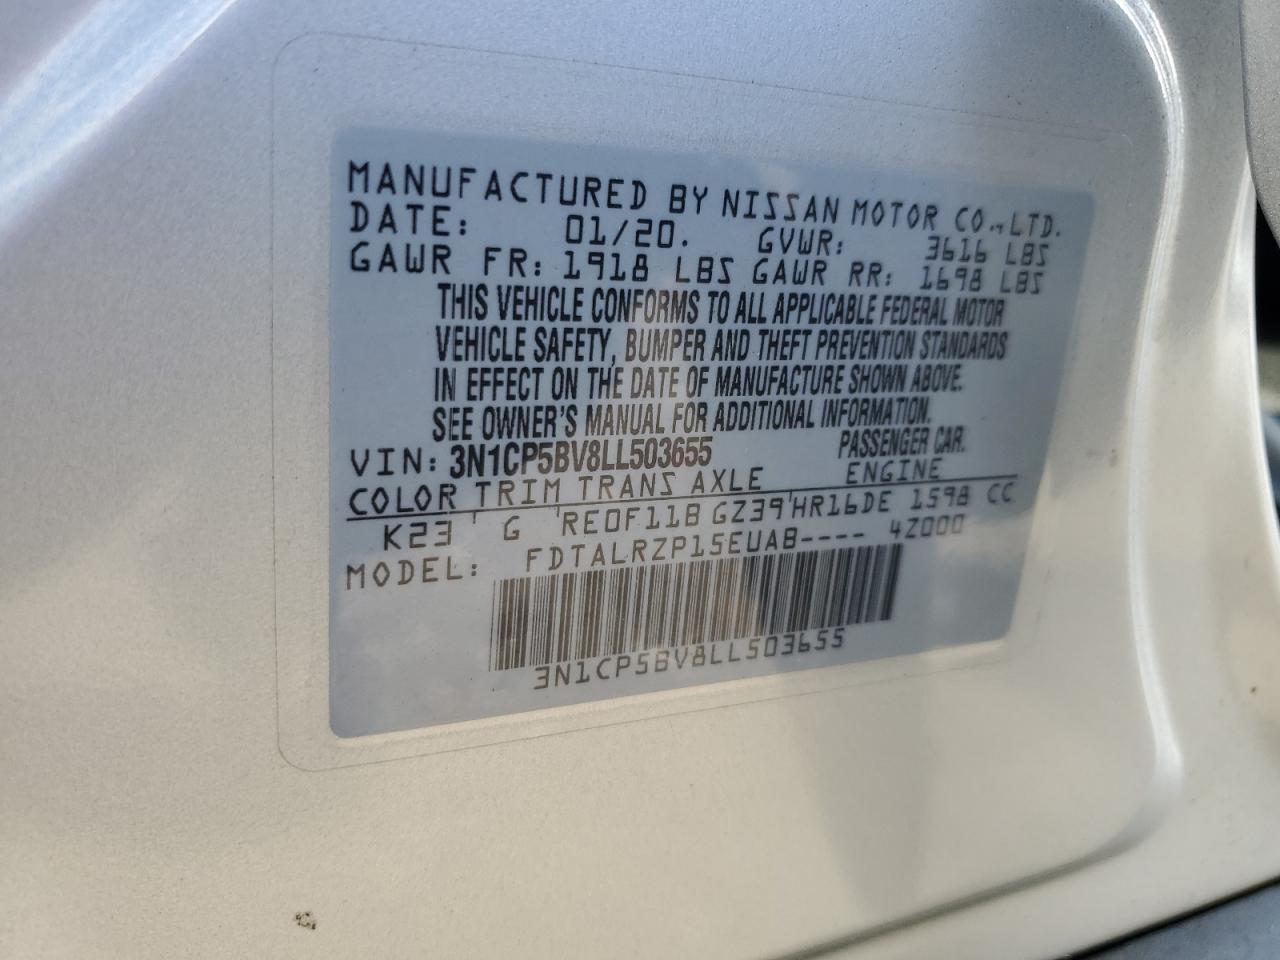 MANUFACTURED BY NISSAN MOTOR CO.,LTD.
DATE: 01/20. GVWR: 3616 LBS
GAWR FR: 1918 LBS GAWR RR: 1698 LBS
THIS VEHICLE CONFORMS TO ALL APPLICABLE FEDERAL MOTOR
VEHICLE SAFETY, BUMPER AND THEFT PREVENTION STANDARDS
IN EFFECT ON THE DATE OF MANUFACTURE SHOWN ABOVE.
SEE OWNER'S MANUAL FOR ADDITIONAL INFORMATION.
VIN: 3N1CP5BV8LL503655 PASSENGER CAR.
COLOR TRIM TRANS AXLE ENGINE
K23 G RE0F11B GZ39 HR16DE 1598 CC
MODEL: FDTALRZP15EUAB---- 4Z000
3N1CP5BV8LL503655